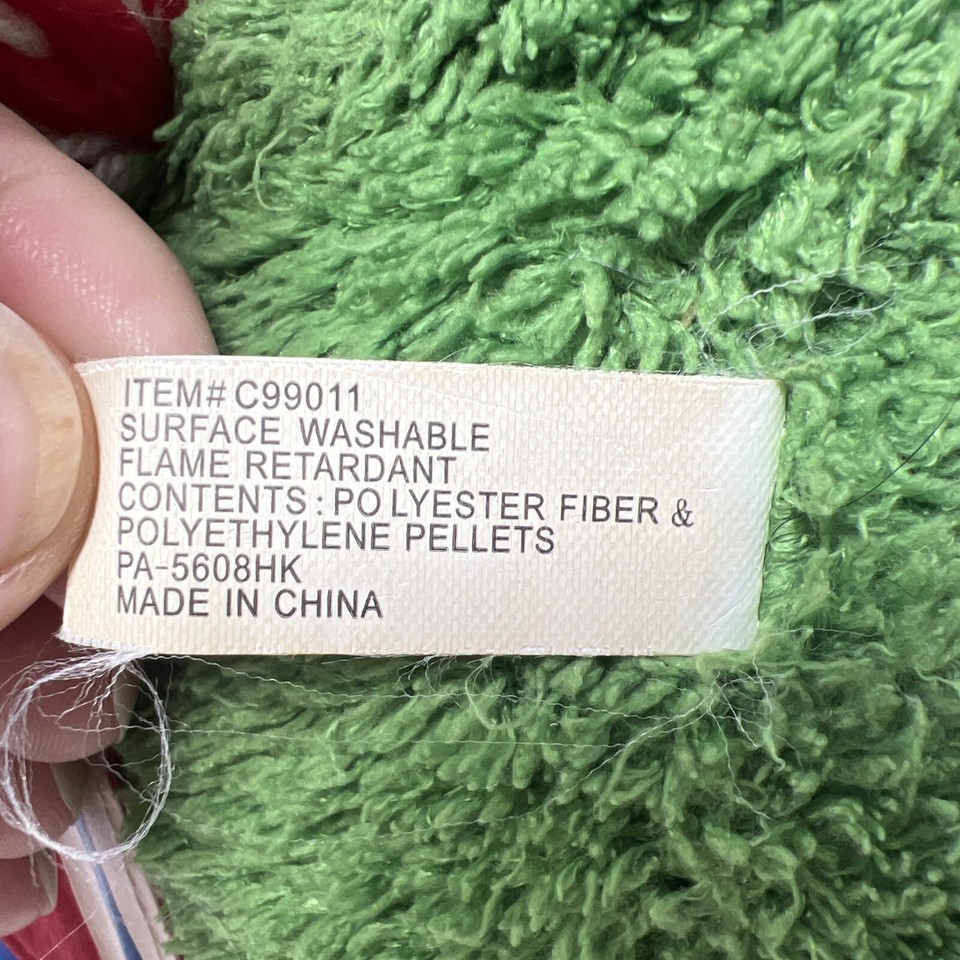 ITEM# C99011
SURFACE WASHABLE
FLAME RETARDANT
CONTENTS : PO LYESTER FIBER &
POLYETHYLENE PELLETS
PA-5608HK
MADE IN CHINA